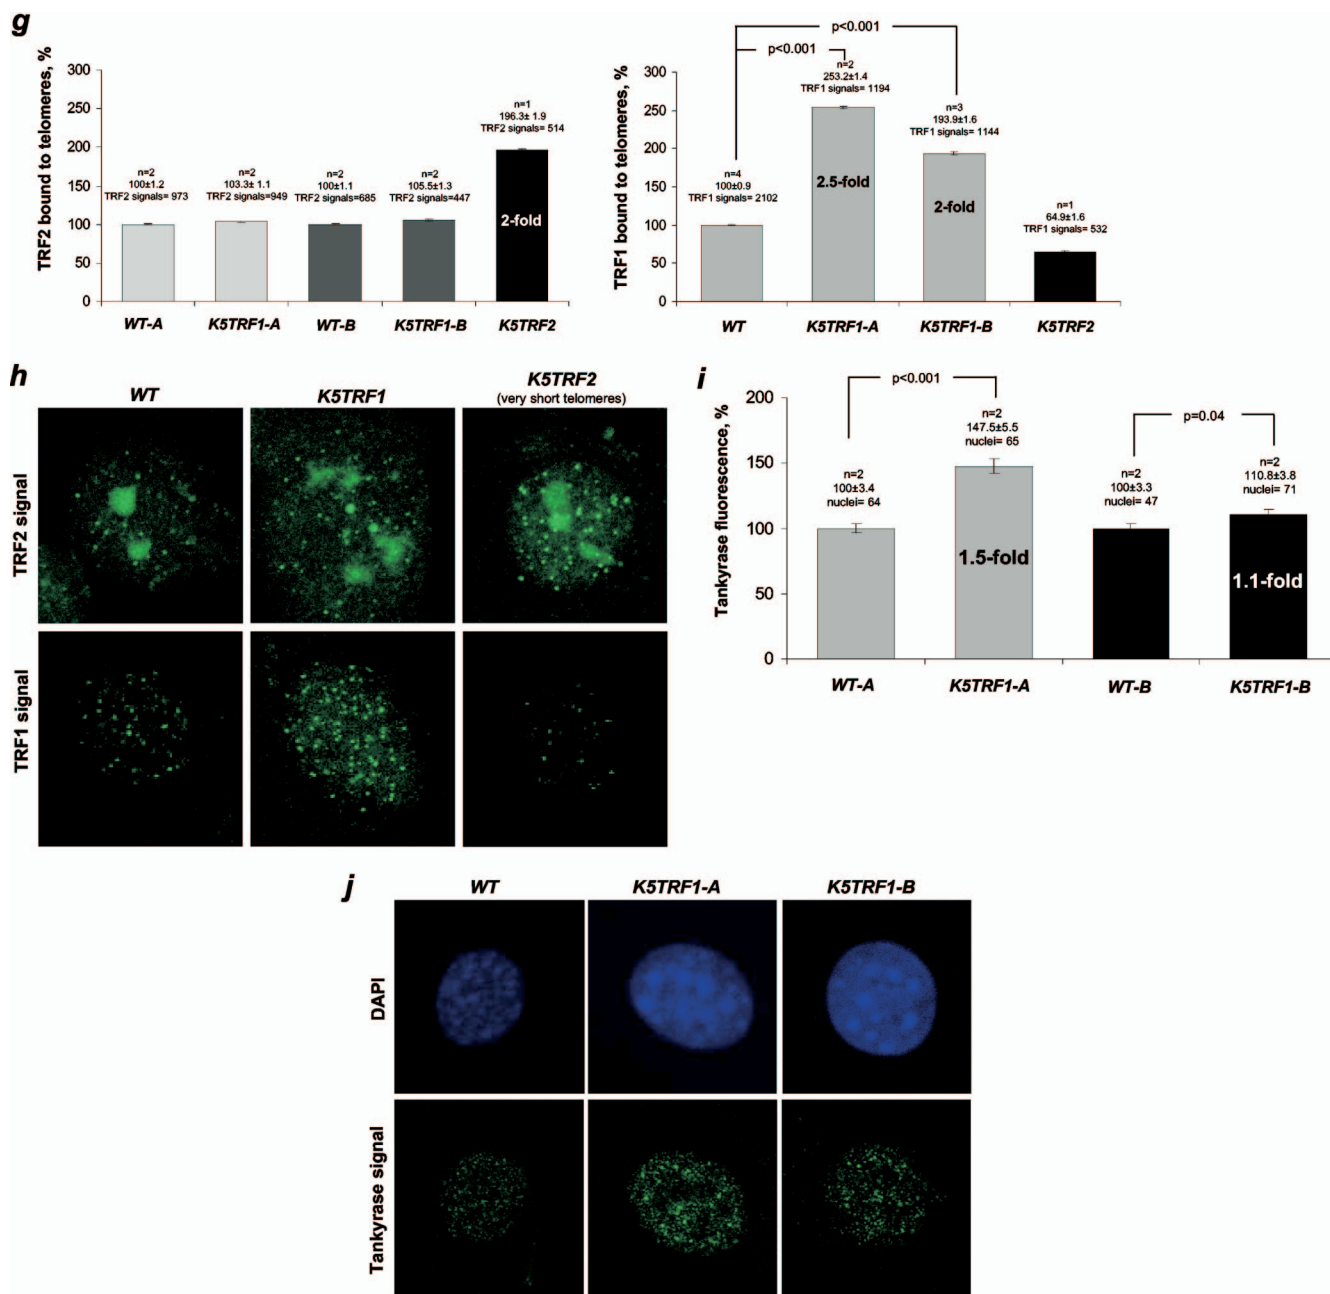 g
TRF2 bound to telomeres, %
300
250
200
150
100
50
0
n=2
100±1.2
TRF2 signals= 973
n=2
103.3± 1.1
TRF2 signals=949
n=2
100±1.1
TRF2 signals=685
n=2
105.5±1.3
TRF2 signals=447
n=1
196.3± 1.9
TRF2 signals= 514
2-fold
WT-A
K5TRF1-A
WT-B
K5TRF1-B
K5TRF2
TRF1 bound to telomeres, %
300
250
200
150
100
50
0
p<0.001
p<0.001
n=4
100±0.9
TRF1 signals= 2102
n=2
253.2±1.4
TRF1 signals= 1194
2.5-fold
n=3
193.9±1.6
TRF1 signals= 1144
2-fold
n=1
64.9±1.6
TRF1 signals= 532
WT
K5TRF1-A
K5TRF1-B
K5TRF2
h
WT
K5TRF1
K5TRF2
(very short telomeres)
TRF2 signal
TRF1 signal
i
Tankyrase fluorescence, %
200
150
100
50
0
p<0.001
p=0.04
n=2
100±3.4
nuclei= 64
n=2
147.5±5.5
nuclei= 65
1.5-fold
n=2
100±3.3
nuclei= 47
n=2
110.8±3.8
nuclei= 71
1.1-fold
WT-A
K5TRF1-A
WT-B
K5TRF1-B
j
WT
K5TRF1-A
K5TRF1-B
DAPI
Tankyrase signal